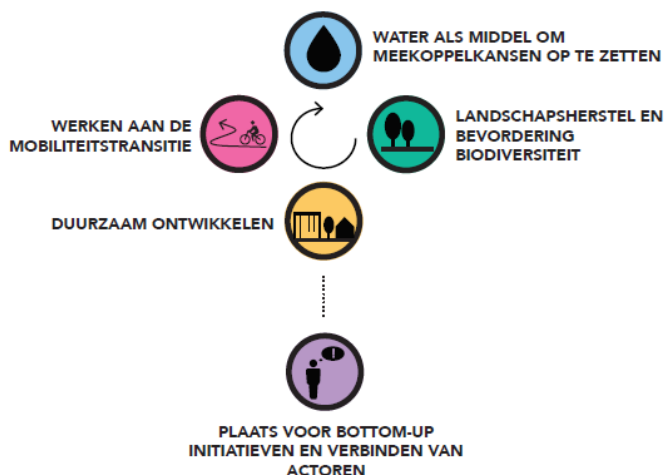 WATER ALS MIDDEL OM
MEEKOPPELKANSEN OP TE ZETTEN
WERKEN AAN DE
MOBILITEITSTRANSITIE
LANDSCHAPSHERSTEL EN
BEVORDERING
BIODIVERSITEIT
DUURZAAM ONTWIKKELEN
!
PLAATS VOOR BOTTOM-UP
INITIATIEVEN EN VERBINDEN VAN
ACTOREN